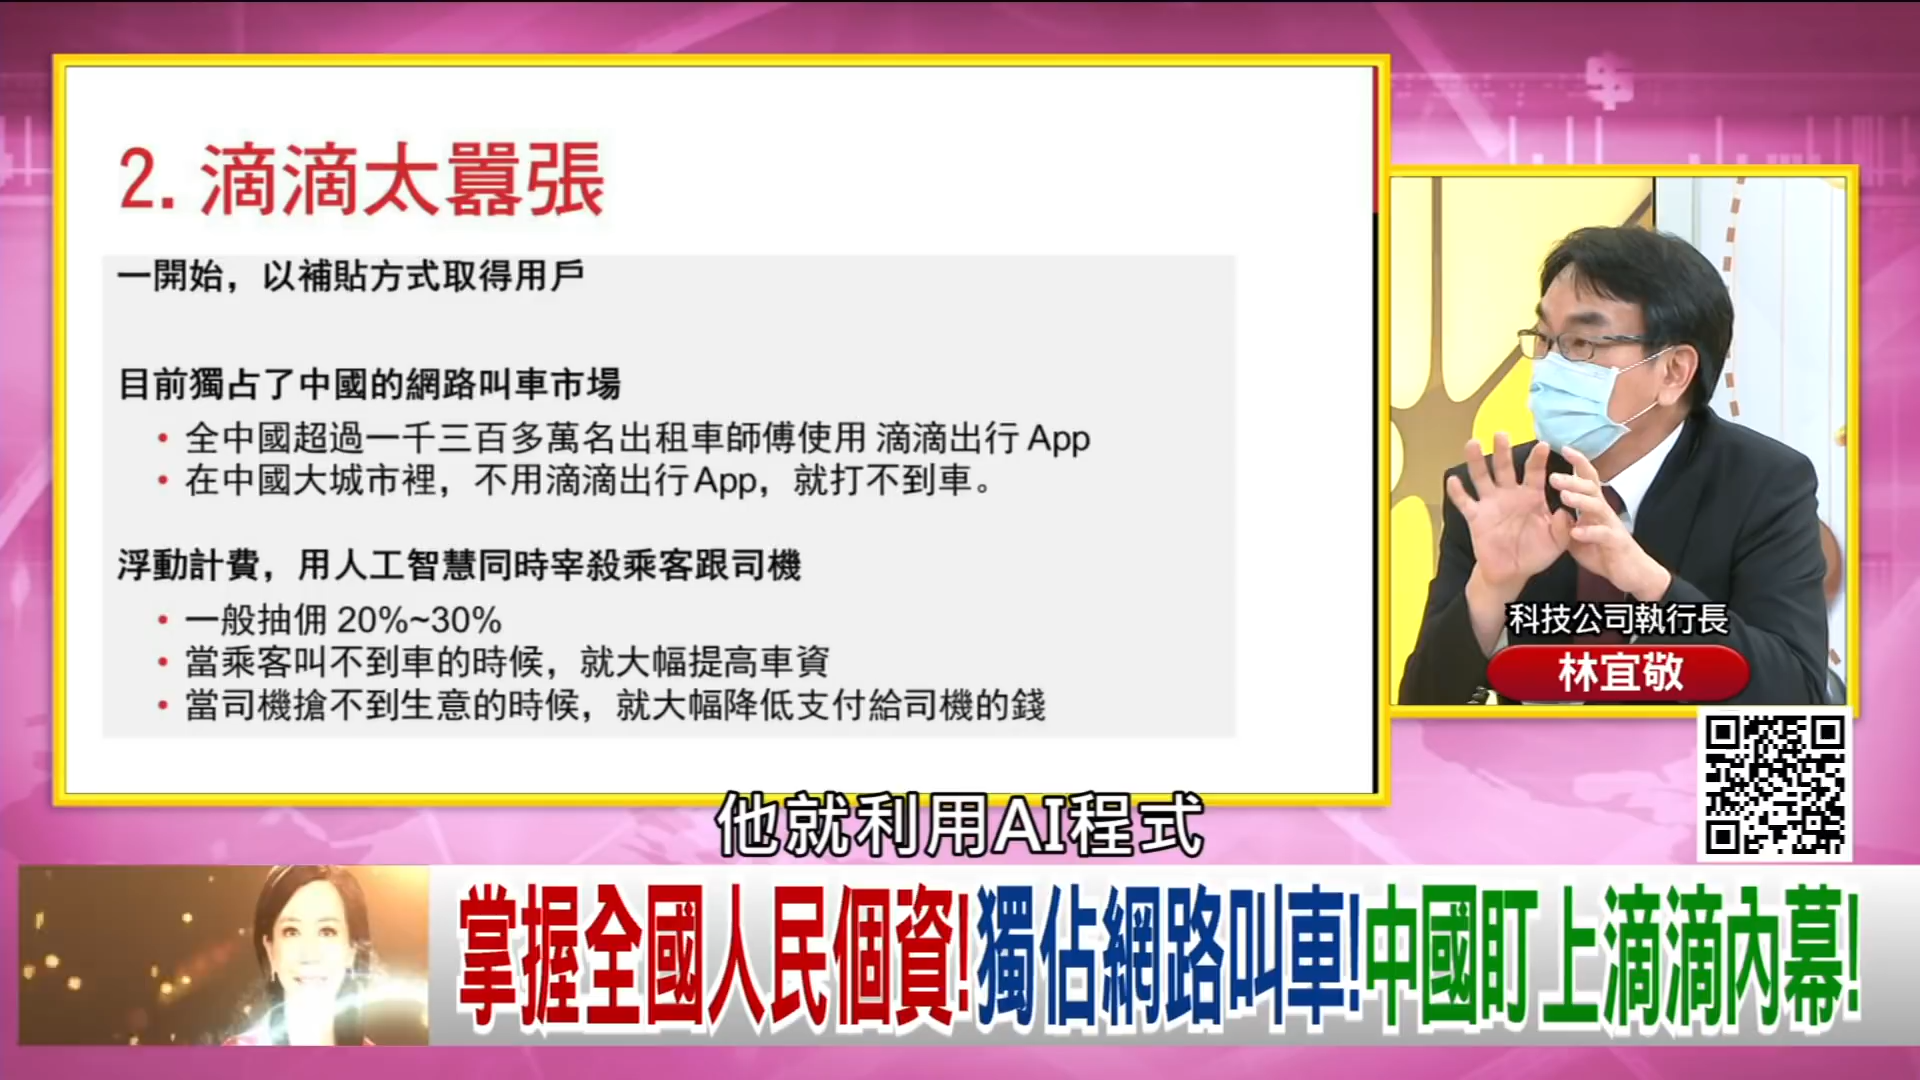 2. 滴滴太囂張
一開始，以補貼方式取得用戶
目前獨占了中國的網路叫車市場
• 全中國超過一千三百多萬名出租車師傅使用 滴滴出行 App
• 在中國大城市裡，不用滴滴出行App，就打不到車。
浮動計費，用人工智慧同時宰殺乘客跟司機
• 一般抽佣 20%~30%
• 當乘客叫不到車的時候，就大幅提高車資
• 當司機搶不到生意的時候，就大幅降低支付給司機的錢
科技公司執行長
林宜敬
他就利用AI程式
掌握全國人民個資!獨佔網路叫車!中國盯上滴滴內幕!